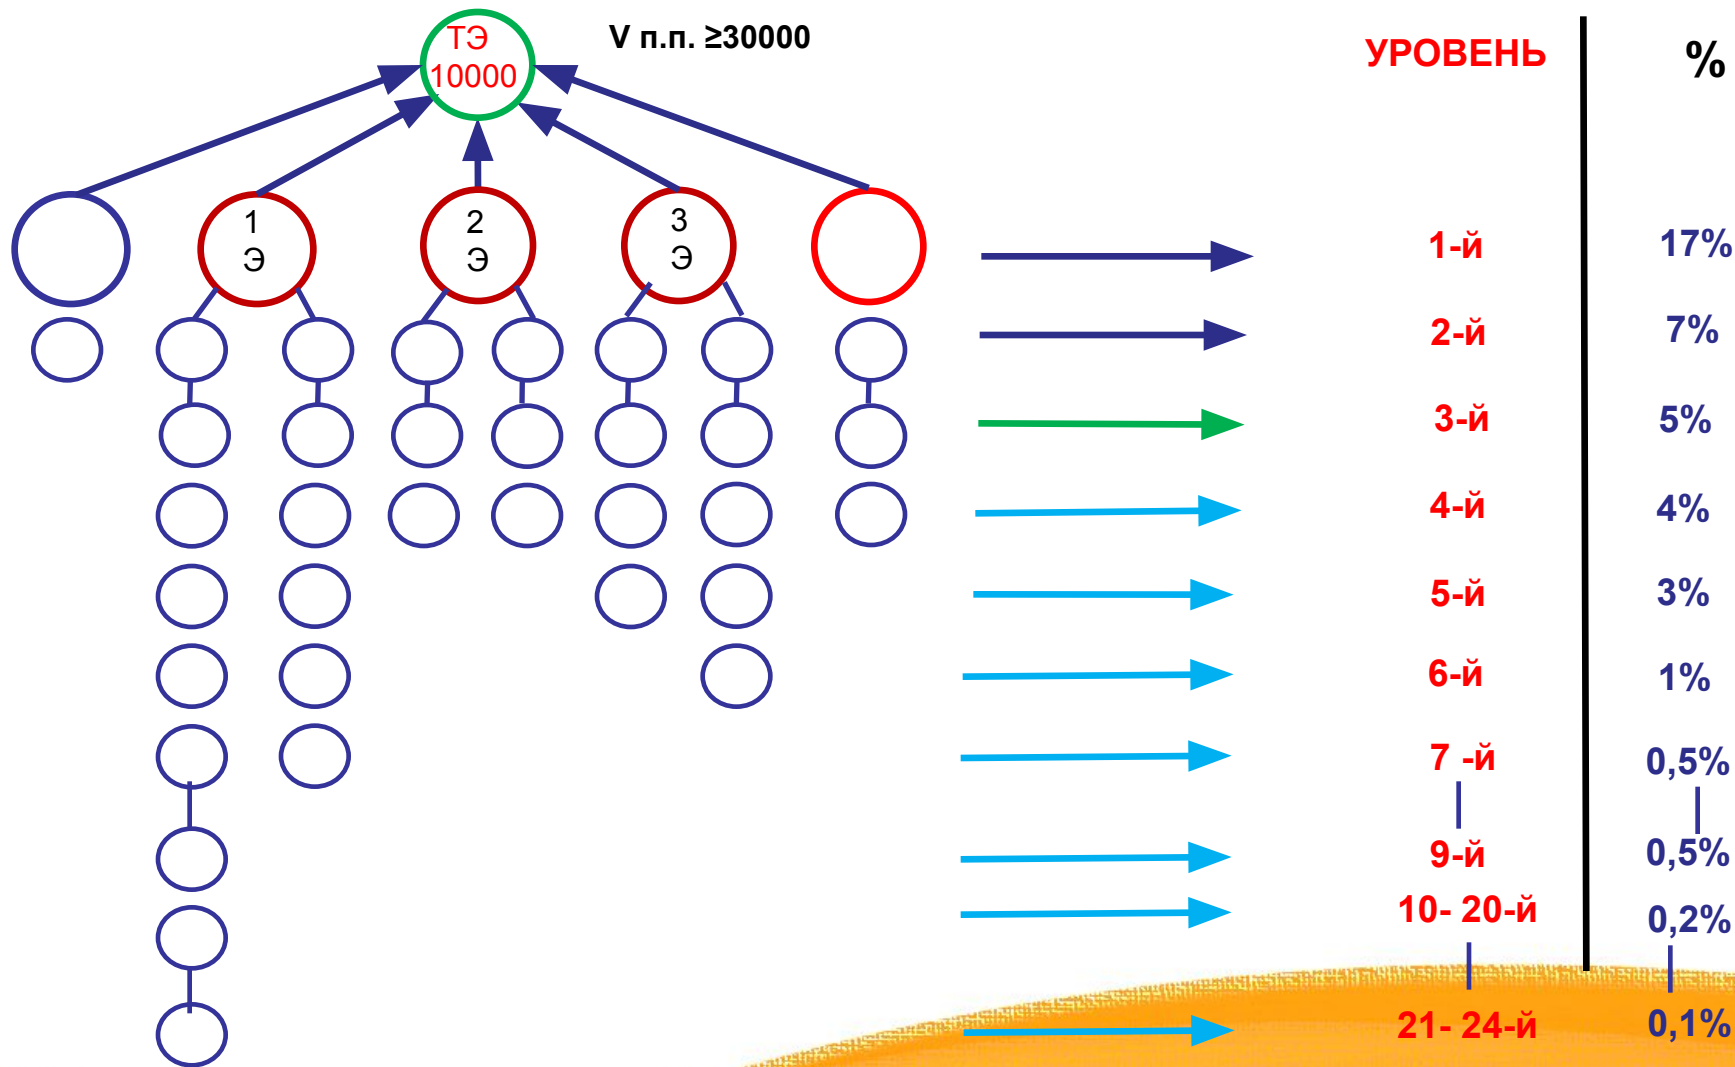 ТЭ
10000
V п.п. ≥30000
УРОВЕНЬ
%
1
Э
2
Э
3
Э
1-й
17%
2-й
7%
3-й
5%
4-й
4%
5-й
3%
6-й
1%
7 -й
0,5%
9-й
0,5%
10- 20-й
0,2%
21- 24-й
0,1%